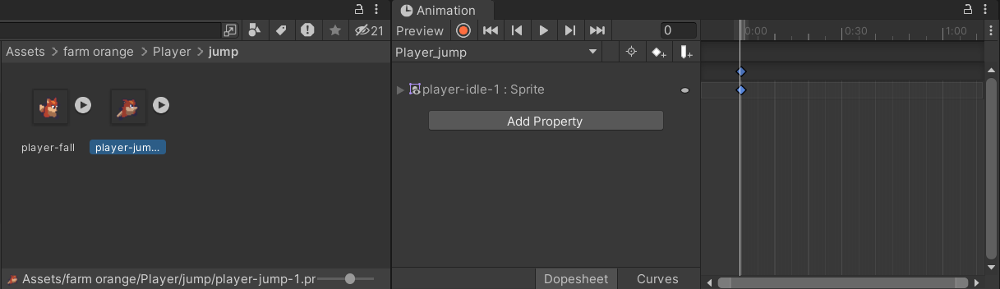 Animation
21
Preview
0
0:00
0:30
1:00
Assets > farm orange > Player > jump
Player_jump
player-idle-1 : Sprite
Add Property
player-fall
player-jum...
Assets/farm orange/Player/jump/player-jump-1.pr
Dopesheet
Curves